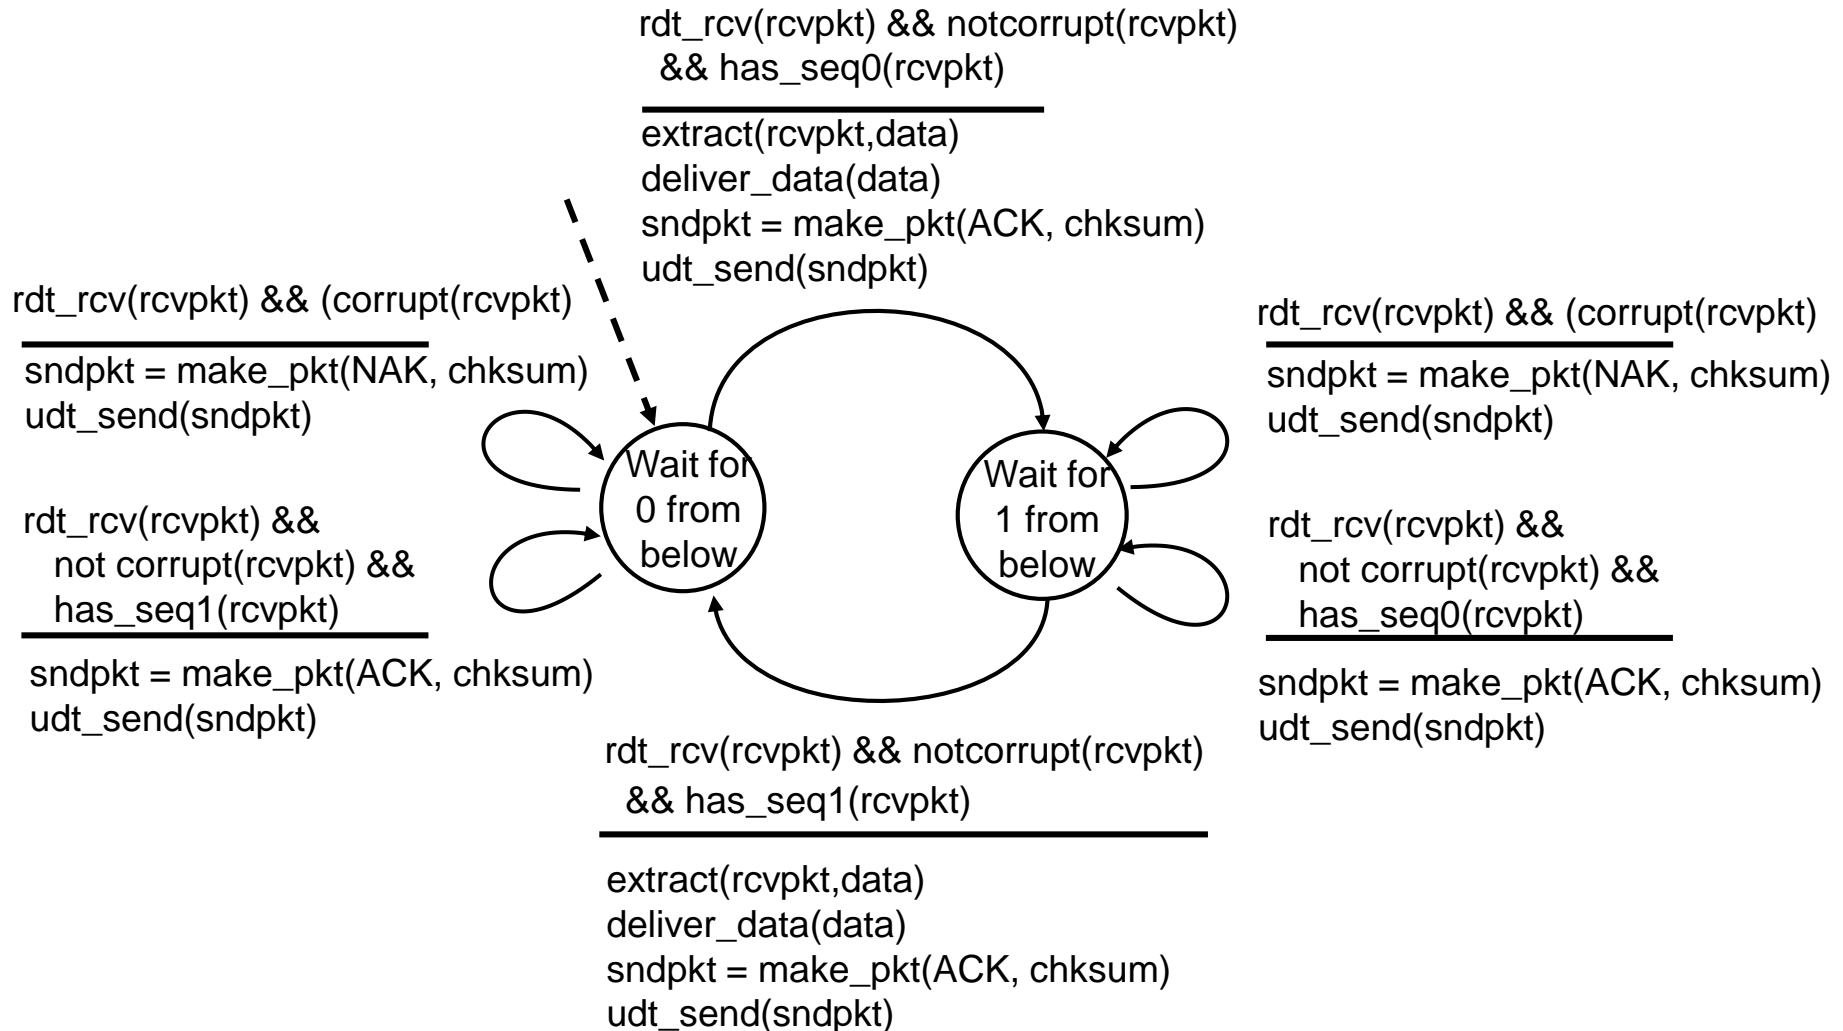 rdt_rcv(rcvpkt) && notcorrupt(rcvpkt)
&& has_seq0(rcvpkt)
extract(rcvpkt,data)
deliver_data(data)
sndpkt = make_pkt(ACK, chksum)
udt_send(sndpkt)
rdt_rcv(rcvpkt) && (corrupt(rcvpkt)
sndpkt = make_pkt(NAK, chksum)
udt_send(sndpkt)
rdt_rcv(rcvpkt) &&
not corrupt(rcvpkt) &&
has_seq1(rcvpkt)
sndpkt = make_pkt(ACK, chksum)
udt_send(sndpkt)
Wait for
0 from
below
Wait for
1 from
below
rdt_rcv(rcvpkt) && (corrupt(rcvpkt)
sndpkt = make_pkt(NAK, chksum)
udt_send(sndpkt)
rdt_rcv(rcvpkt) &&
not corrupt(rcvpkt) &&
has_seq0(rcvpkt)
sndpkt = make_pkt(ACK, chksum)
udt_send(sndpkt)
rdt_rcv(rcvpkt) && notcorrupt(rcvpkt)
&& has_seq1(rcvpkt)
extract(rcvpkt,data)
deliver_data(data)
sndpkt = make_pkt(ACK, chksum)
udt_send(sndpkt)